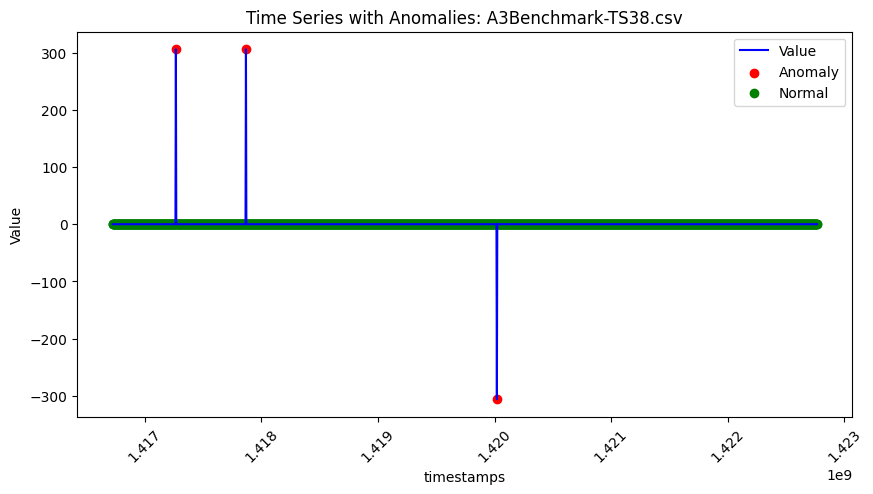 Time Series with Anomalies: A3Benchmark-TS38.csv
Value
Anomaly
Normal
300
200
100
0
−100
−200
−300
Value
1.417
1.418
1.419
1.420
1.421
1.422
1.423
1e9
timestamps